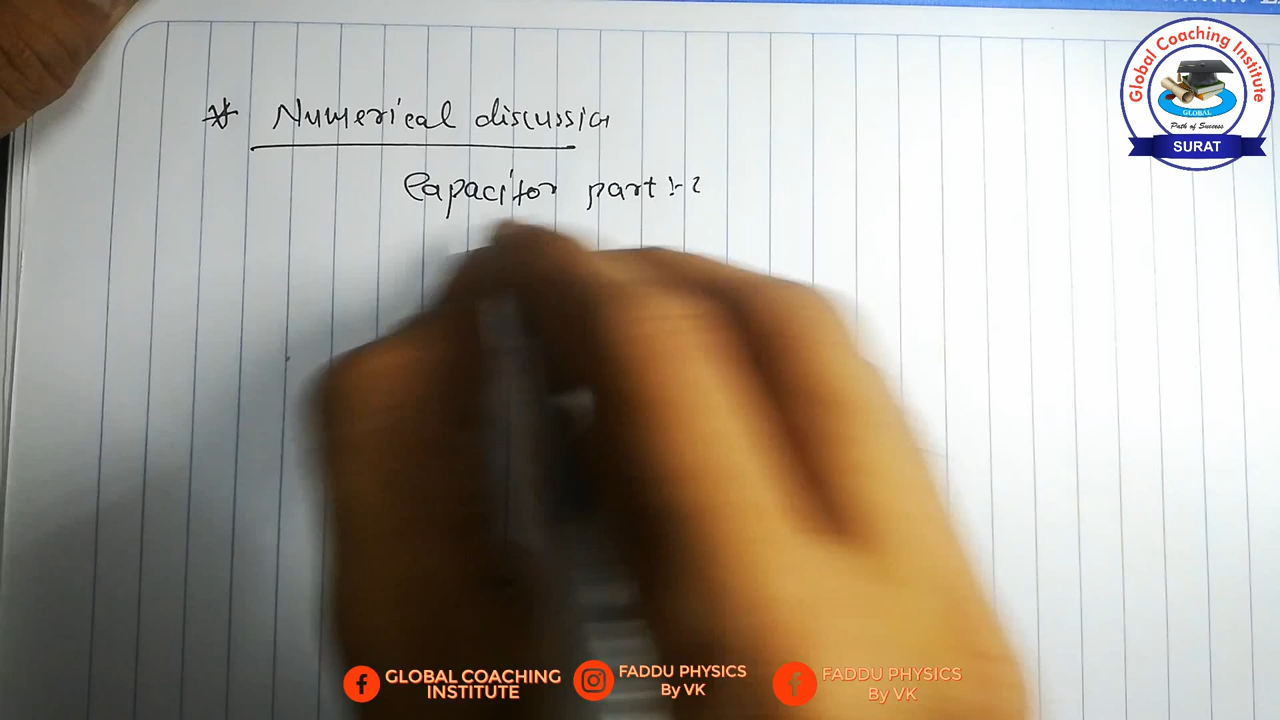 * Numerical discussion
Capacitor part :- 2
Global Coaching Institute
GLOBAL
Path of Success
SURAT
GLOBAL COACHING
INSTITUTE
FADDU PHYSICS
By VK
FADDU PHYSICS
By VK